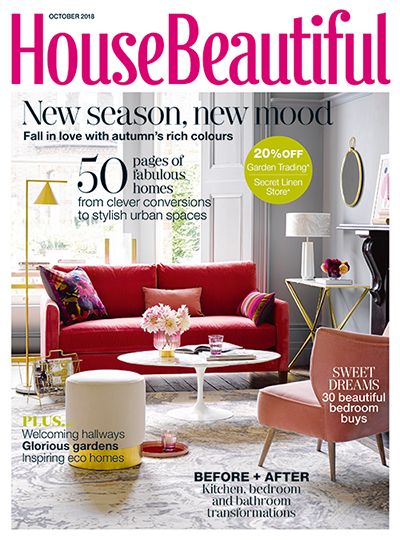 OCTOBER 2018
HouseBeautiful
New season, new mood
Fall in love with autumn's rich colours
50 pages of
fabulous
homes
from clever conversions
to stylish urban spaces
20% OFF
Garden Trading*
Secret Linen
Store*
SWEET
DREAMS
30 beautiful
bedroom
buys
PLUS...
Welcoming hallways
Glorious gardens
Inspiring eco homes
BEFORE + AFTER
Kitchen, bedroom
and bathroom
transformations